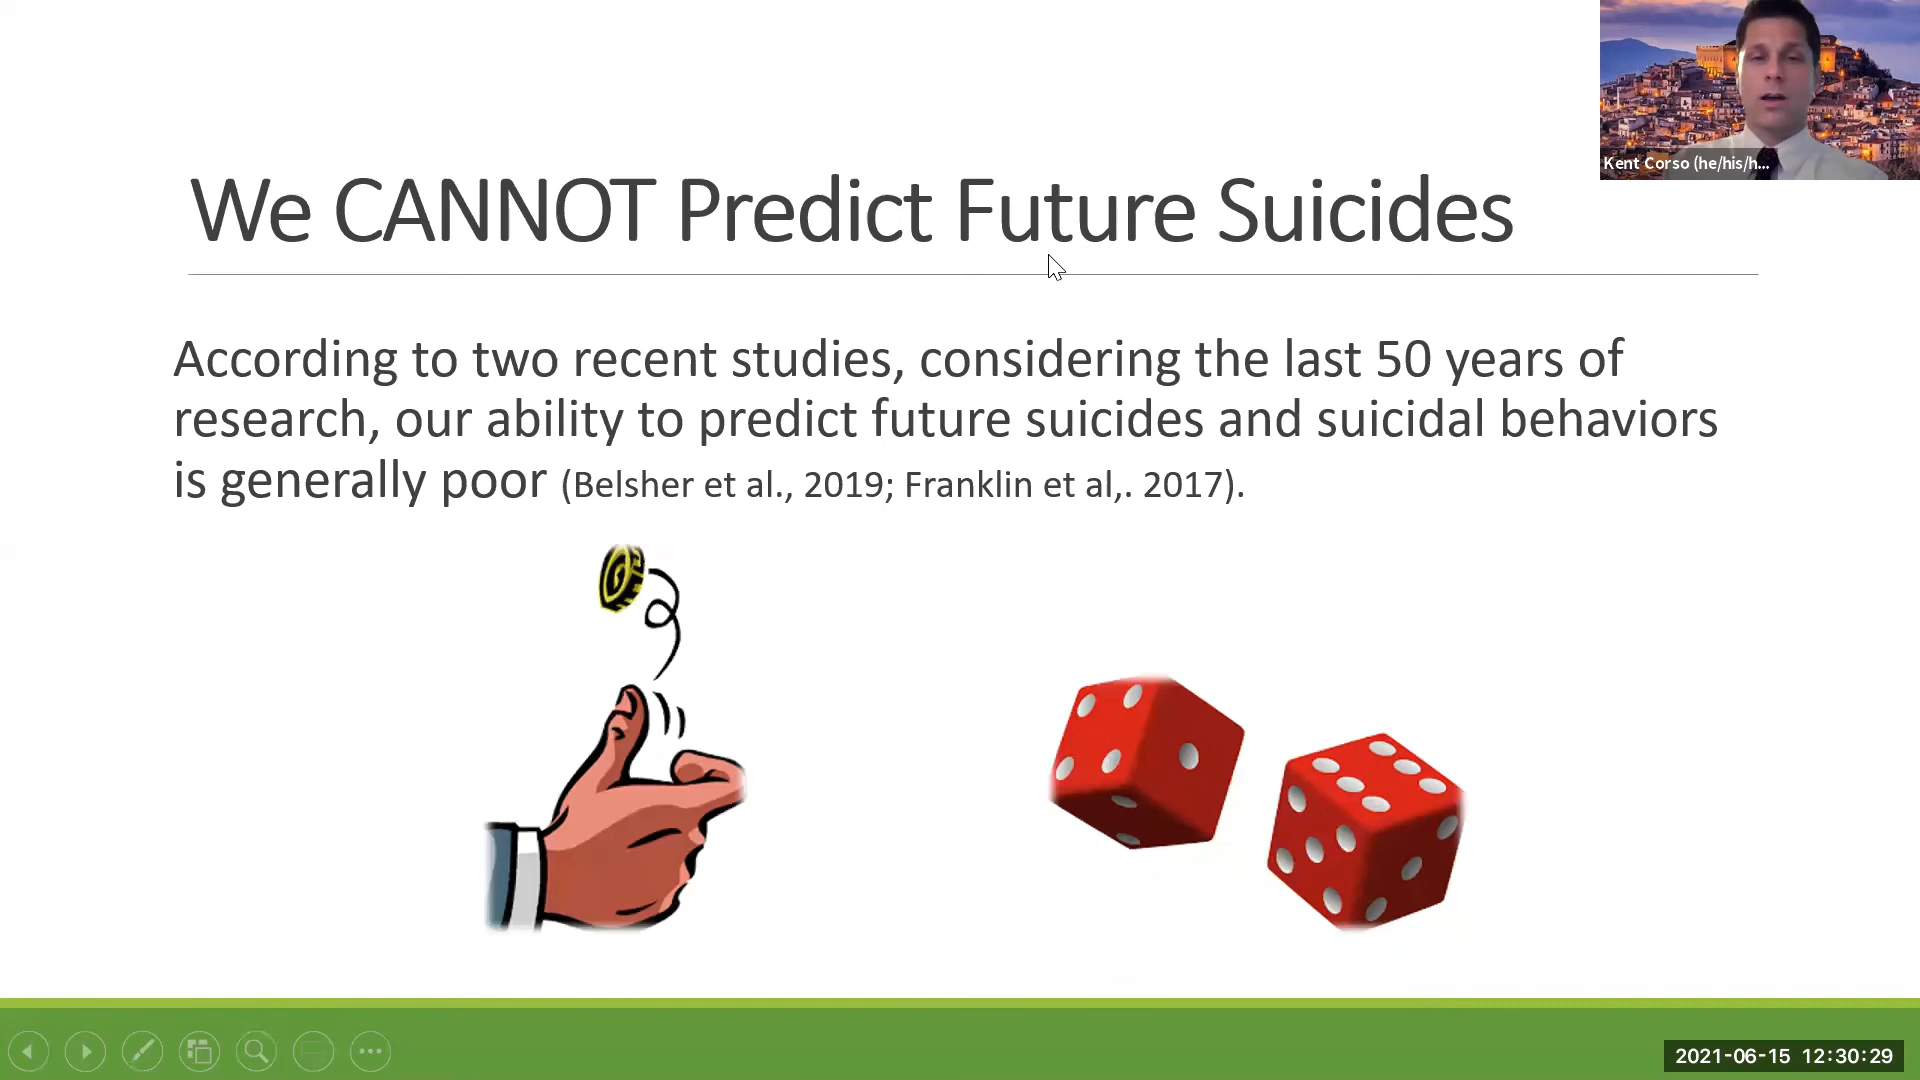 Kent Corso (he/his/h...
We CANNOT Predict Future Suicides
According to two recent studies, considering the last 50 years of
research, our ability to predict future suicides and suicidal behaviors
is generally poor (Belsher et al., 2019; Franklin et al,. 2017).
2021-06-15 12:30:29